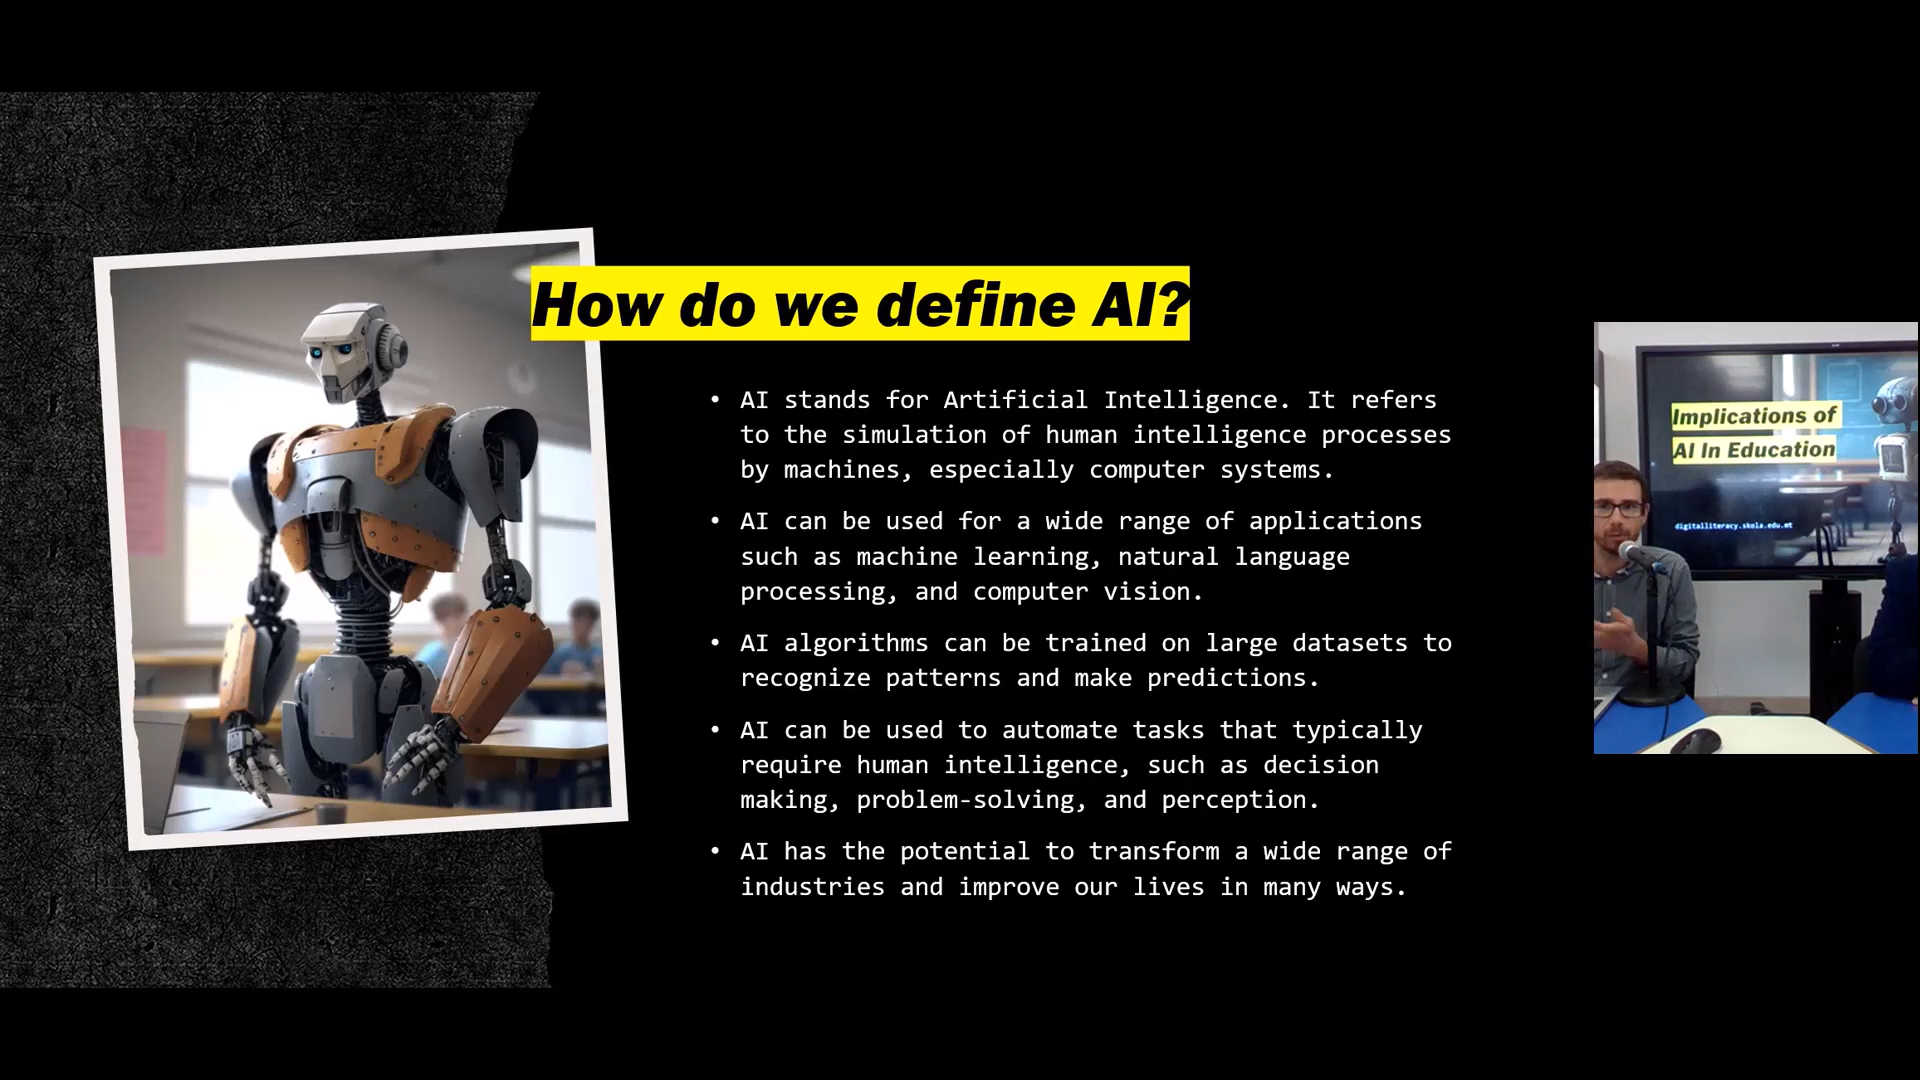 How do we define AI?
• AI stands for Artificial Intelligence. It refers
to the simulation of human intelligence processes
by machines, especially computer systems.
• AI can be used for a wide range of applications
such as machine learning, natural language
processing, and computer vision.
• AI algorithms can be trained on large datasets to
recognize patterns and make predictions.
• AI can be used to automate tasks that typically
require human intelligence, such as decision
making, problem-solving, and perception.
• AI has the potential to transform a wide range of
industries and improve our lives in many ways.
Implications of
AI In Education
digitalliteracy.skola.edu.mt